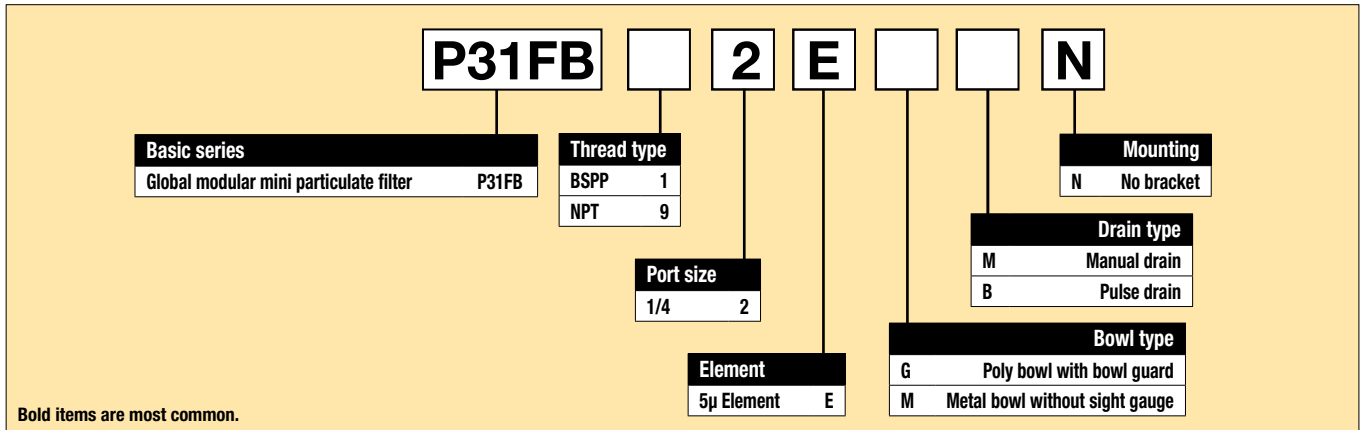 P31FB 2 E N
Basic series
Global modular mini particulate filter P31FB
Thread type
BSPP 1
NPT 9
Mounting
N No bracket
Port size
1/4 2
Drain type
M Manual drain
B Pulse drain
Element
5µ Element E
Bowl type
G Poly bowl with bowl guard
M Metal bowl without sight gauge
Bold items are most common.